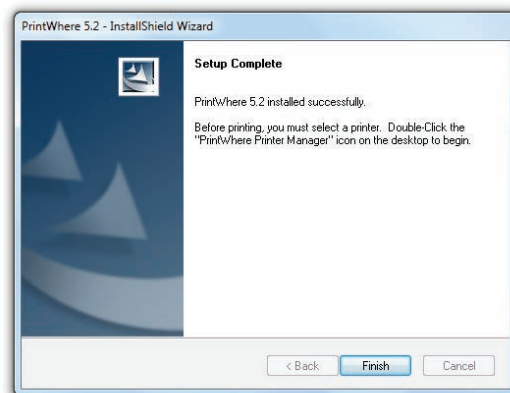 PrintWhere 5.2 - InstallShield Wizard
Setup Complete
PrintWhere 5.2 installed successfully.
Before printing, you must select a printer. Double-Click the
"PrintWhere Printer Manager" icon on the desktop to begin.
< Back
Finish
Cancel